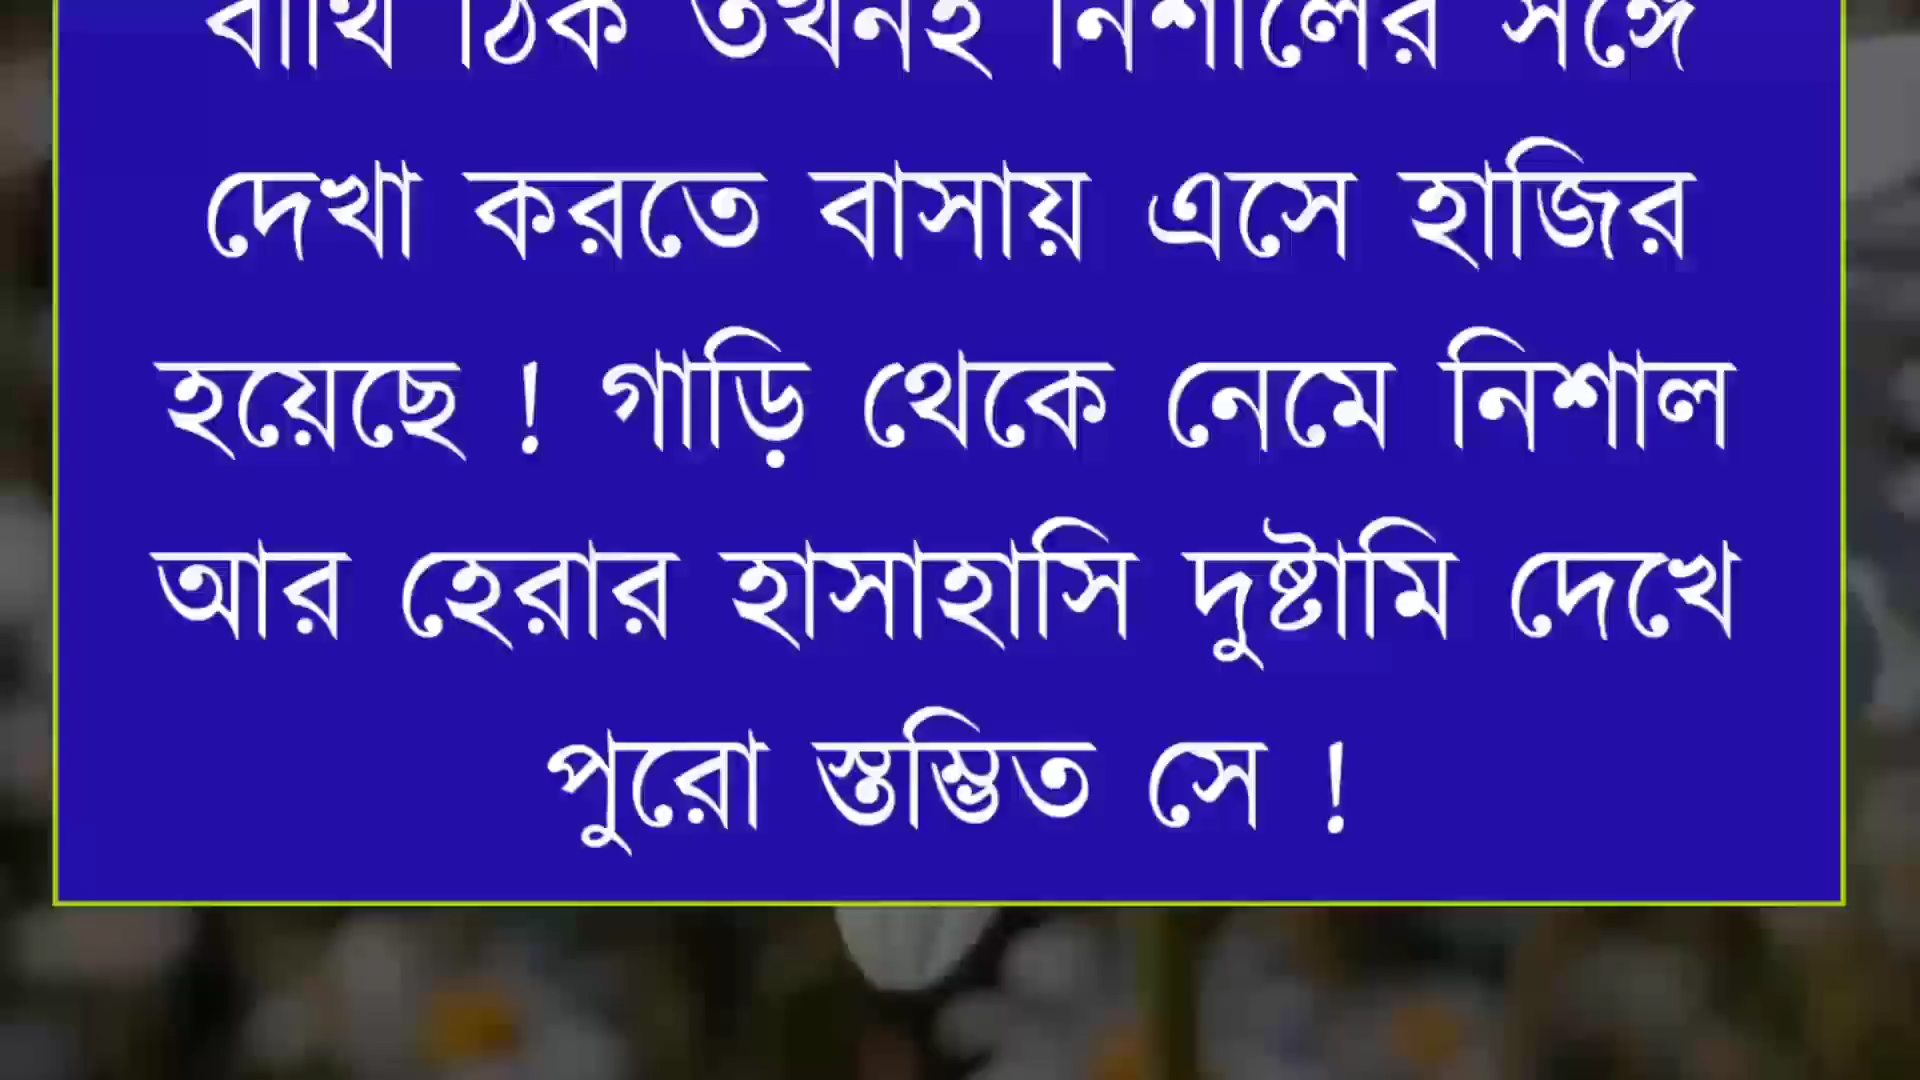 ঠিক তখনই নিশালের সঙ্গে
দেখা করতে বাসায় এসে হাজির
হয়েছে ! গাড়ি থেকে নেমে নিশাল
আর হেরার হাসাহাসি দুষ্টামি দেখে
পুরো স্তম্ভিত সে !